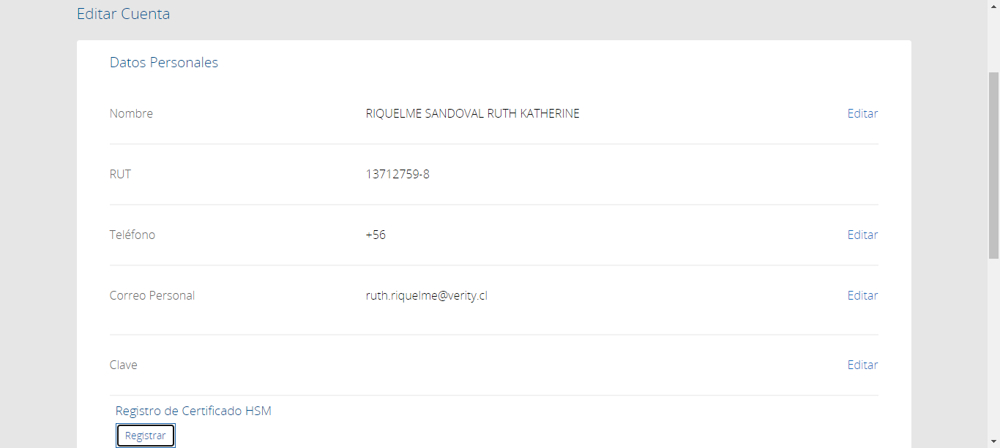 Editar Cuenta
Datos Personales
Nombre RIQUELME SANDOVAL RUTH KATHERINE Editar
RUT 13712759-8
Teléfono +56 Editar
Correo Personal ruth.riquelme@verity.cl Editar
Clave Editar
Registro de Certificado HSM
Registrar